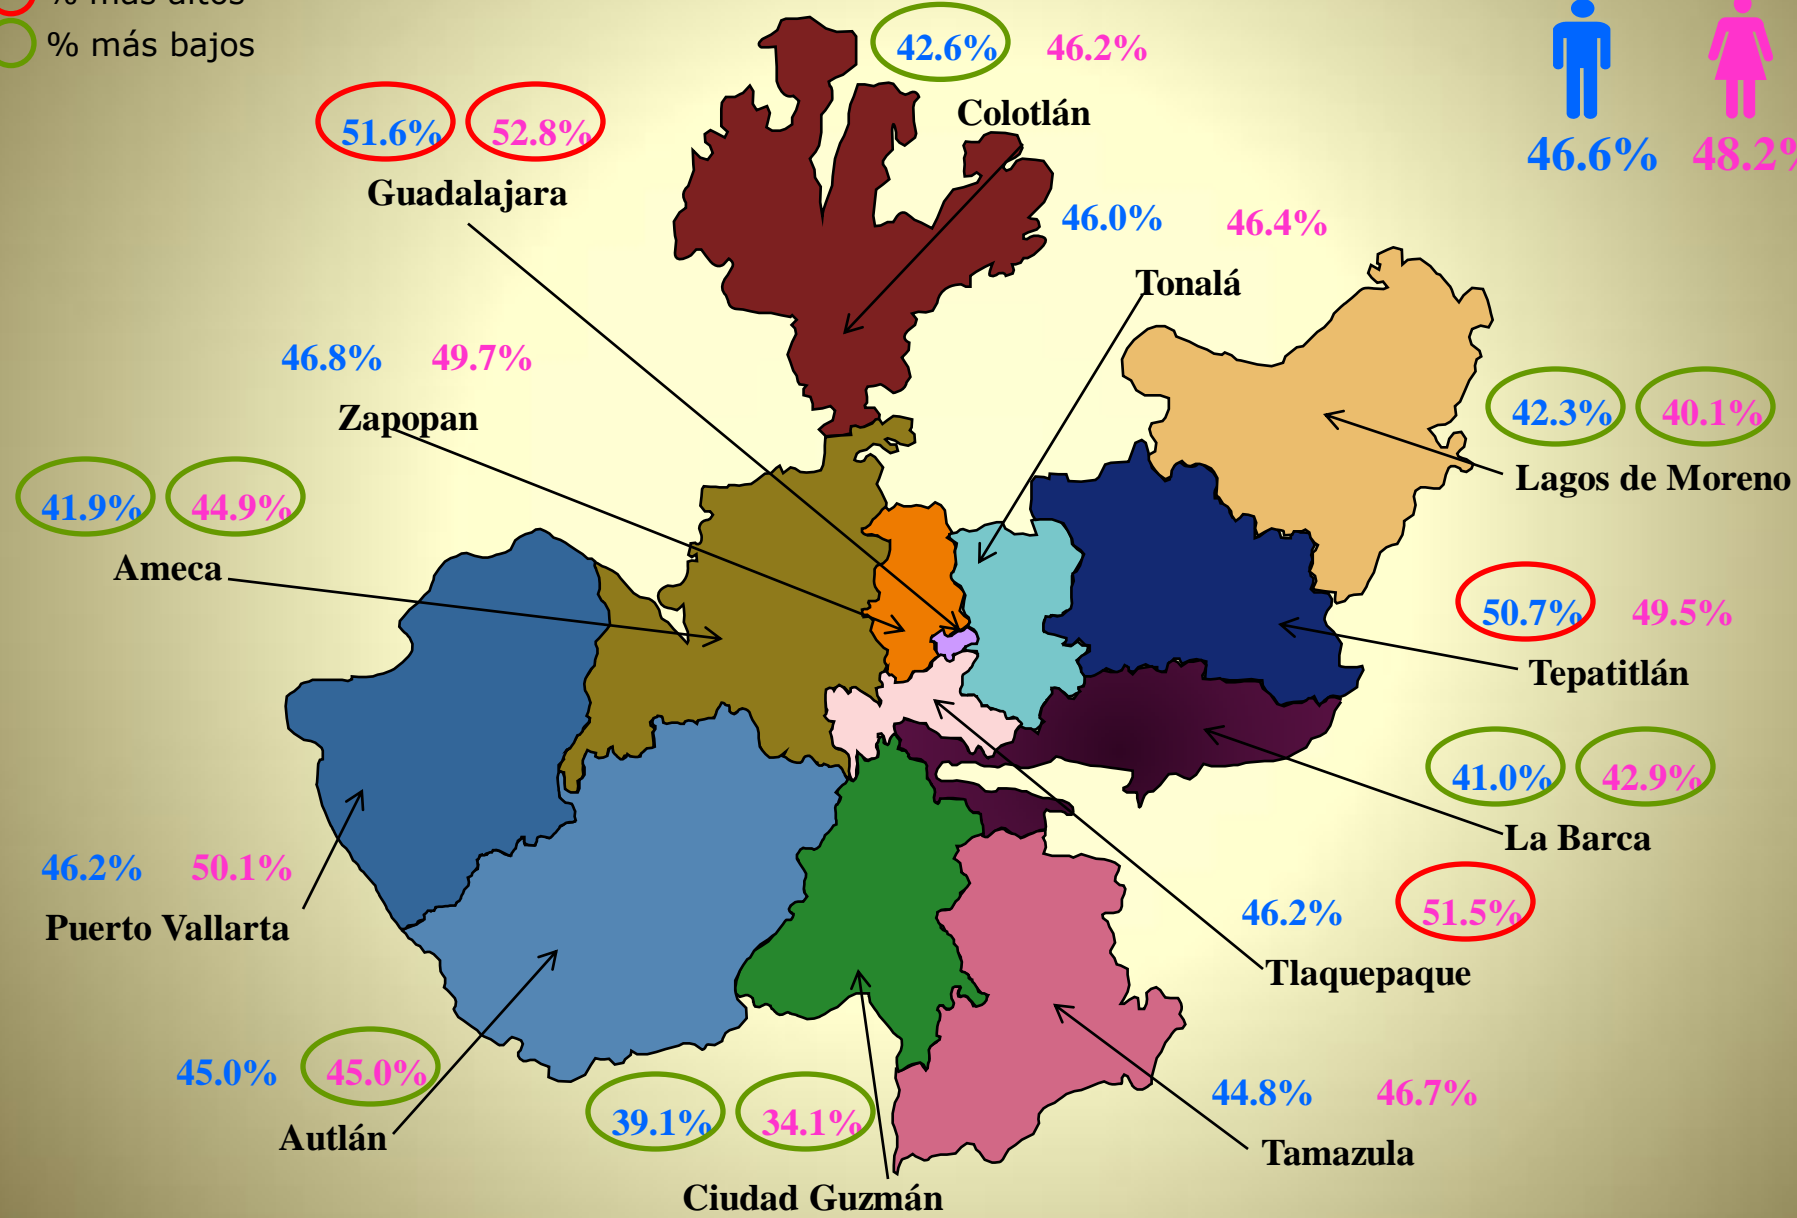 % más altos
% más bajos
42.6% 46.2%
Colotlán
51.6% 52.8%
Guadalajara
46.6% 48.2%
46.0% 46.4%
Tonalá
46.8% 49.7%
Zapopan
42.3% 40.1%
Lagos de Moreno
41.9% 44.9%
Ameca
50.7% 49.5%
Tepatitlán
41.0% 42.9%
La Barca
46.2% 50.1%
Puerto Vallarta
46.2% 51.5%
Tlaquepaque
45.0% 45.0%
Autlán
39.1% 34.1%
Ciudad Guzmán
44.8% 46.7%
Tamazula